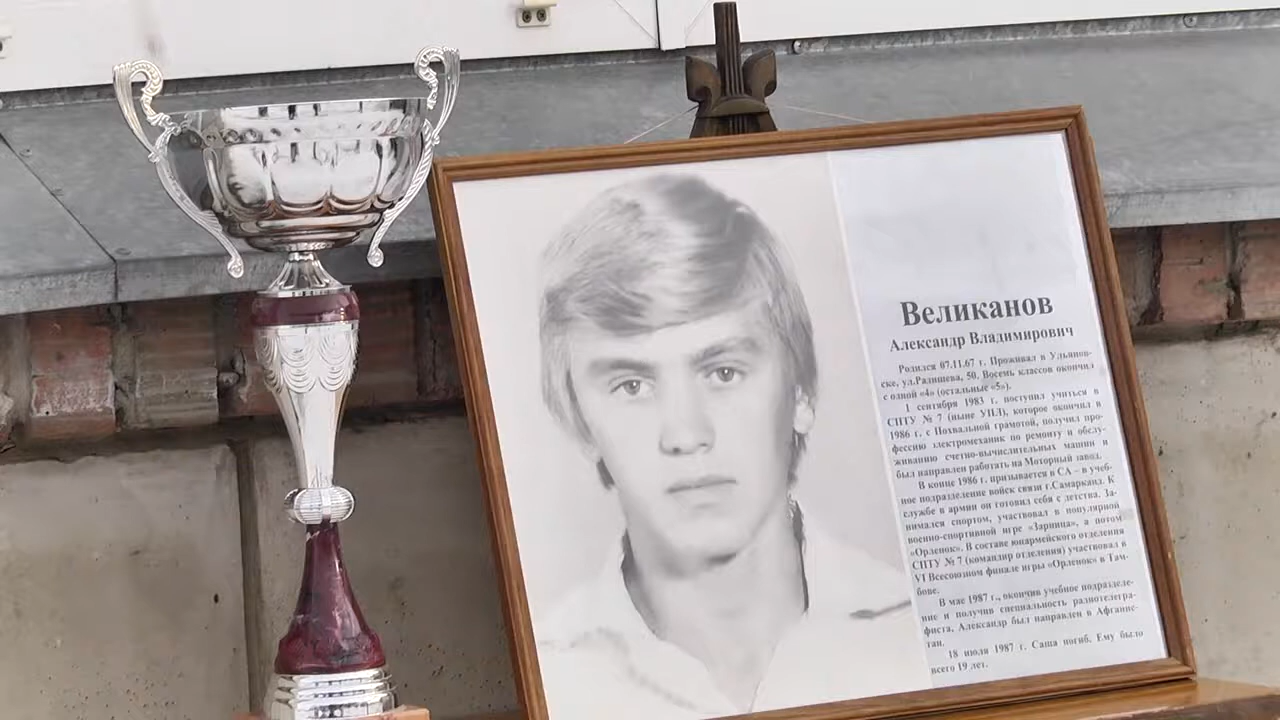 Великанов
Александр Владимирович
Родился 07.11.67 г. Проживал в Ульянов-
ске, ул.Радищева, 50. Восемь классов окончил
с одной «4» (остальные «5»).
1 сентября 1983 г. поступил учиться в
СПТУ № 7 (ныне УПЛ), которое окончил в
1986 г. с Похвальной грамотой, получил про-
фессию электромеханик по ремонту и обслу-
живанию счетно-вычислительных машин и
был направлен работать на Моторный завод.
В конце 1986 г. призывается в СА – в учеб-
ное подразделение войск связи г.Самарканд. К
службе в армии он готовил себя с детства. За-
нимался спортом, участвовал в популярной
военно-спортивной игре «Зарница», а потом
«Орленок». В составе юнармейского отделения
СПТУ № 7 (командир отделения) участвовал в
VI Всесоюзном финале игры «Орленок» в Там-
бове.
В мае 1987 г., окончив учебное подразделе-
ние и получив специальность радиотелегра-
фиста, Александр был направлен в Афганис-
тан.
18 июля 1987 г. Саша погиб. Ему было
всего 19 лет.